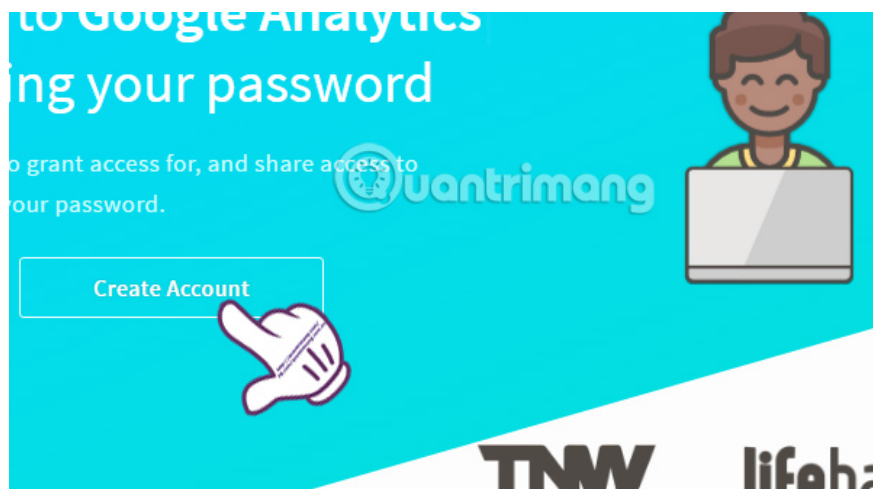 to Google Analytics
ing your password
o grant access for, and share access to
your password.
Quantrimang
Create Account
TNW
lifeha